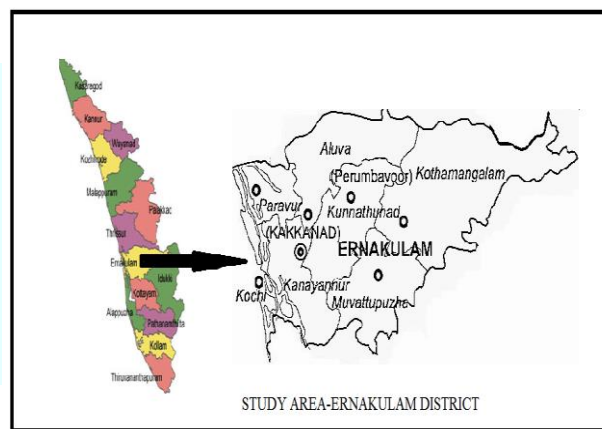 Kasaregod
Kannur
Wayanad
Kozhikode
Malappuram
Palakkad
Thrissur
Ernakulam
Idukki
Kottayam
Alappuzha
Pathanamthitta
Kollam
Thiruvananthapuram
Aluva
(Perumbavoor)
Kothamangalam
Paravur
Kunnathunad
(KAKKANAD)
ERNAKULAM
Kochi
Kanayannur
Muvattupuzha
STUDY AREA-ERNAKULAM DISTRICT